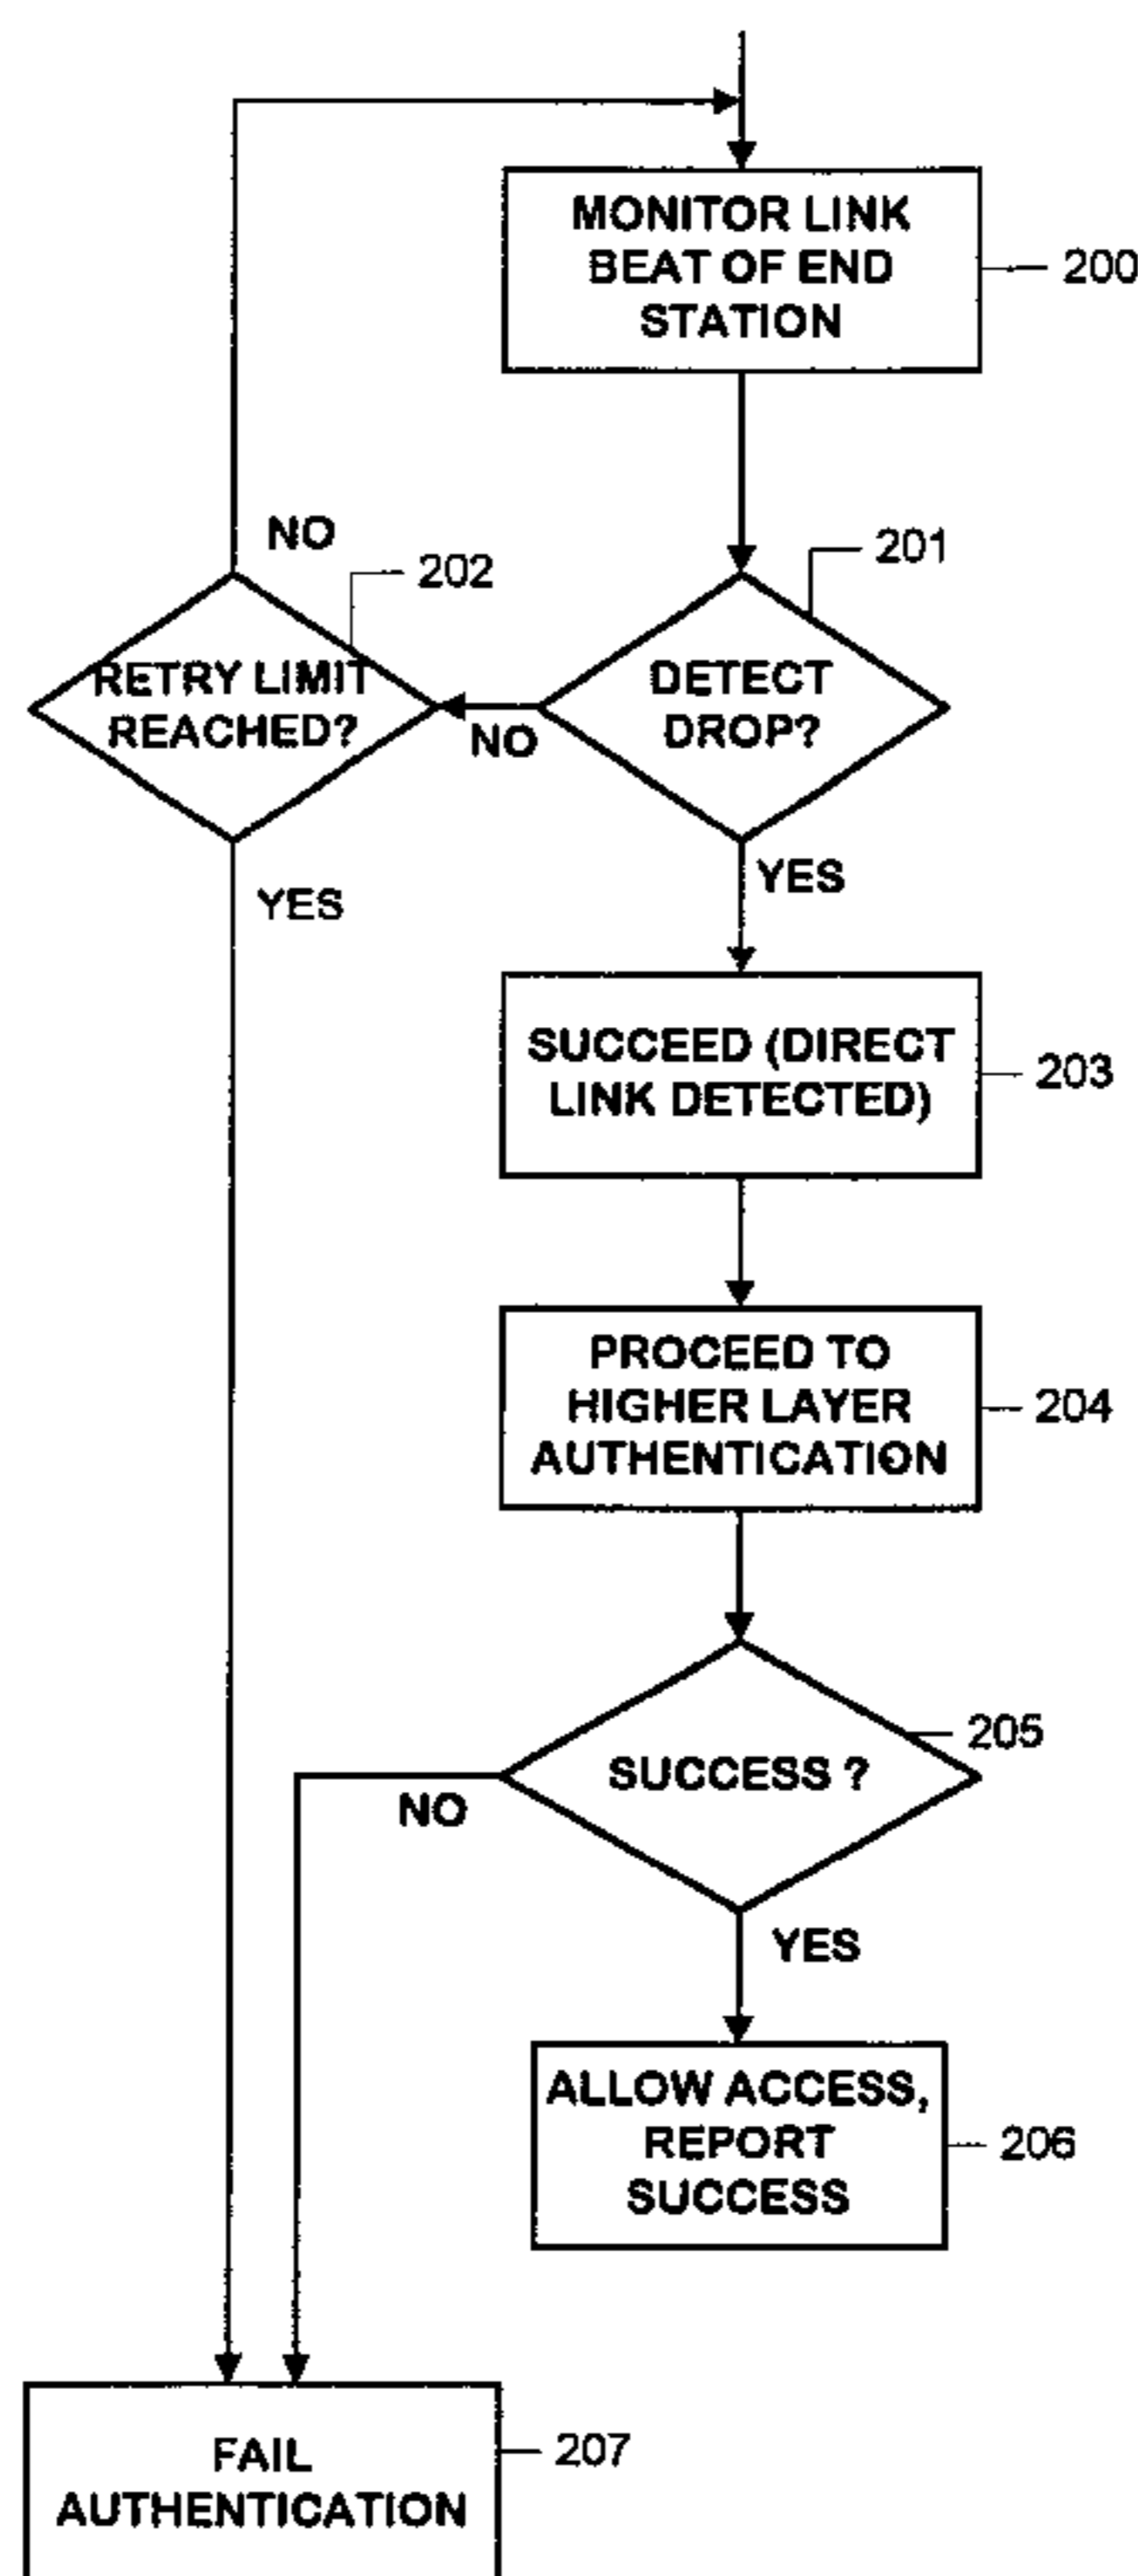 MONITOR LINK
BEAT OF END
STATION
200
NO
202
201
RETRY LIMIT
REACHED?
DETECT
DROP?
NO
YES
YES
SUCCEED (DIRECT
LINK DETECTED)
203
PROCEED TO
HIGHER LAYER
AUTHENTICATION
204
205
SUCCESS ?
NO
YES
ALLOW ACCESS,
REPORT
SUCCESS
206
FAIL
AUTHENTICATION
207